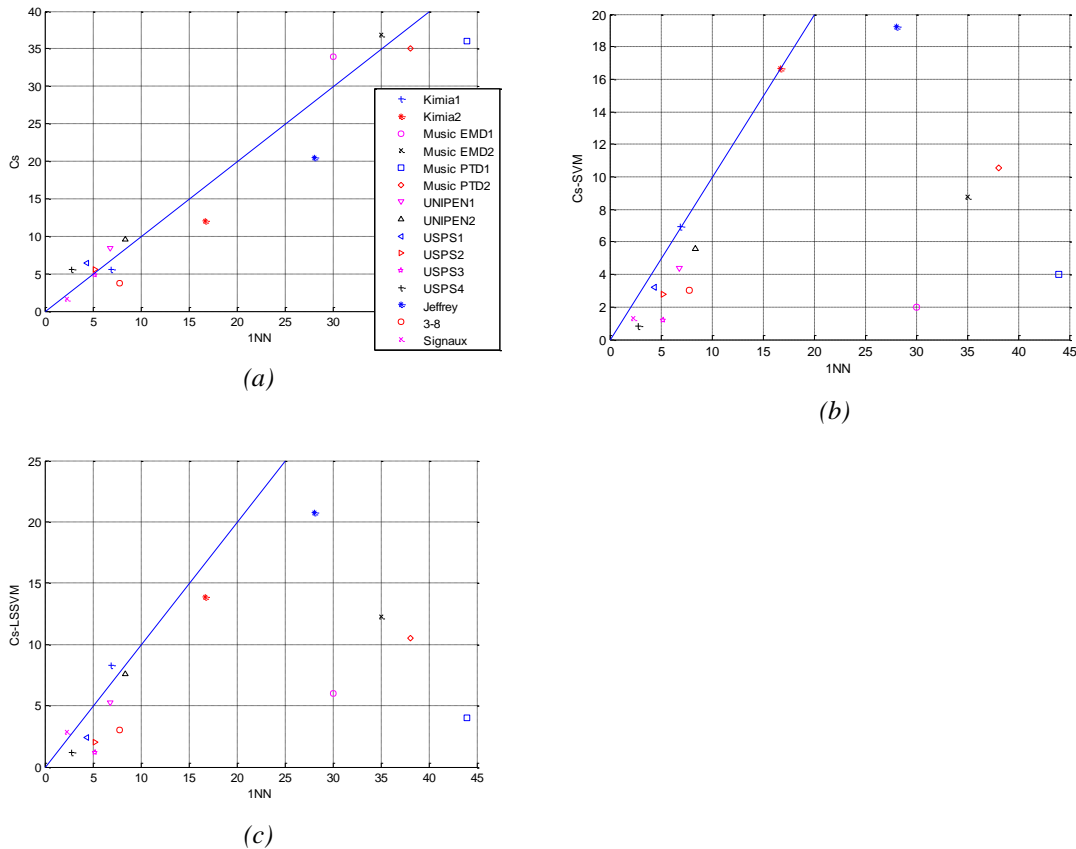 40
35
30
25
20
15
10
5
0
Cs
0 5 10 15 20 25 30
1NN
Kimia1
Kimia2
Music EMD1
Music EMD2
Music PTD1
Music PTD2
UNIPEN1
UNIPEN2
USPS1
USPS2
USPS3
USPS4
Jeffrey
3-8
Signaux
(a)
20
18
16
14
12
10
8
6
4
2
0
Cs-SVM
0 5 10 15 20 25 30 35 40 45
1NN
(b)
25
20
15
10
5
0
Cs-LSSVM
0 5 10 15 20 25 30 35 40 45
1NN
(c)